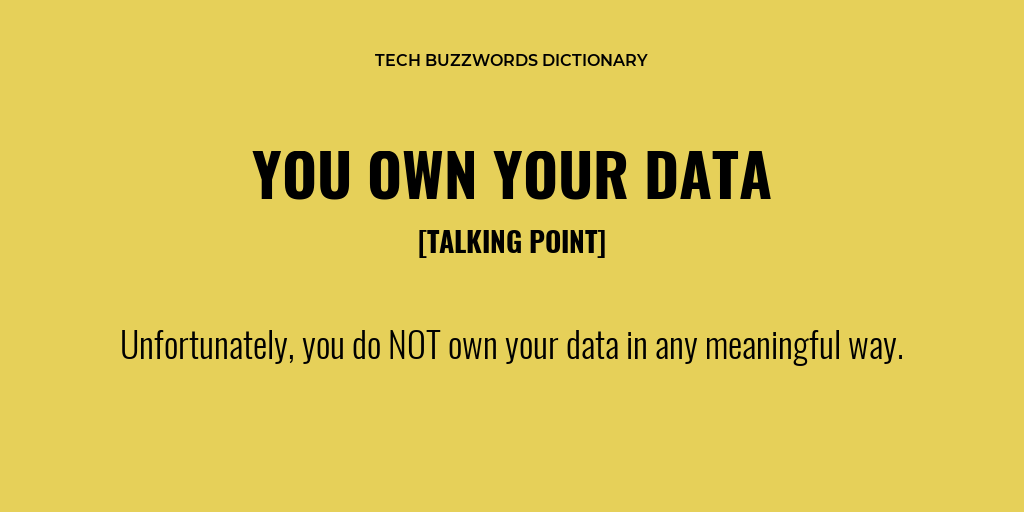 TECH BUZZWORDS DICTIONARY
YOU OWN YOUR DATA
[TALKING POINT]
Unfortunately, you do NOT own your data in any meaningful way.